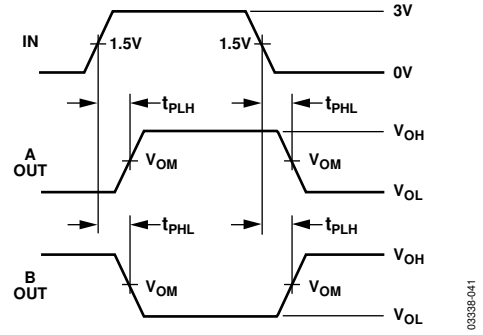 3V
IN
1.5V
1.5V
0V
tPLH
tPHL
VOH
A
OUT
VOM
VOM
VOL
tPHL
tPLH
VOH
B
OUT
VOM
VOM
VOL
03338-041